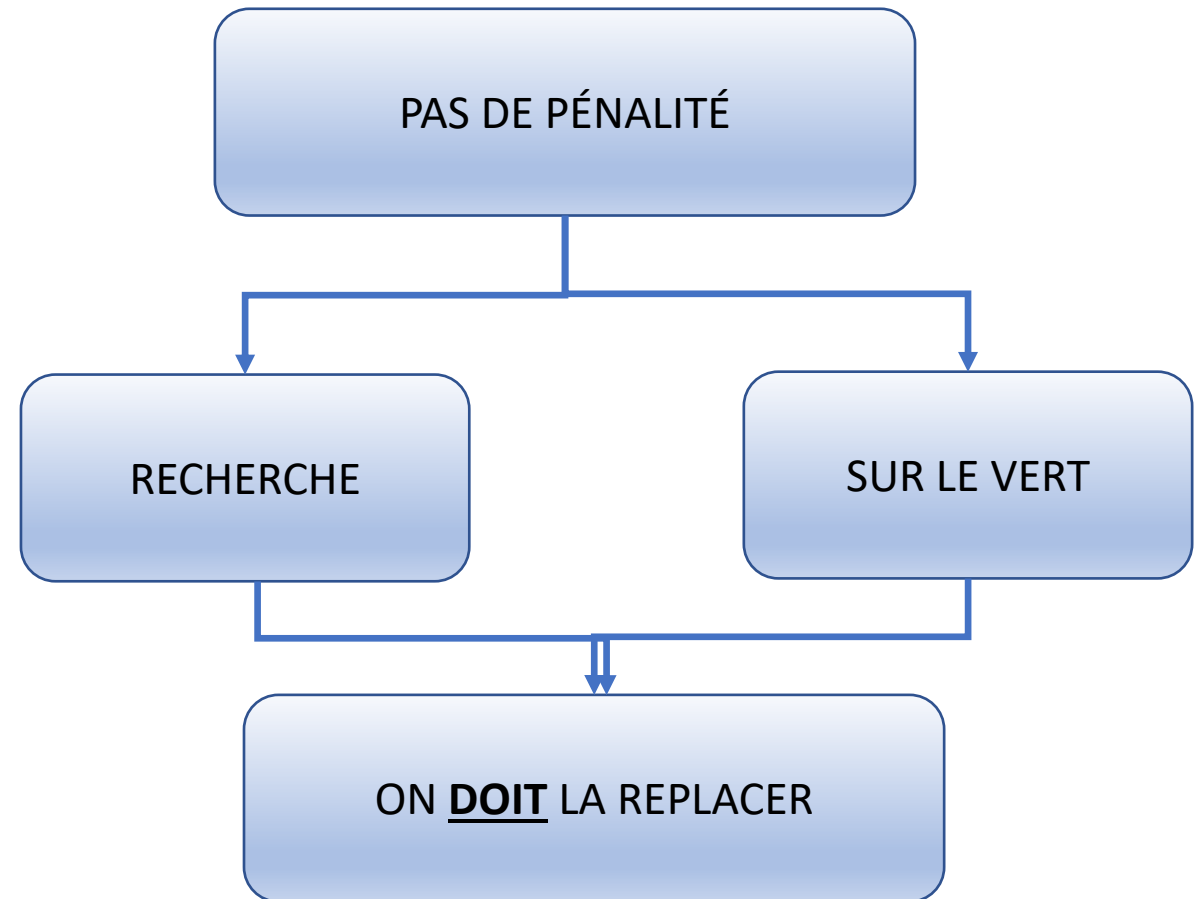 PAS DE PÉNALITÉ
RECHERCHE
SUR LE VERT
ON DOIT LA REPLACER